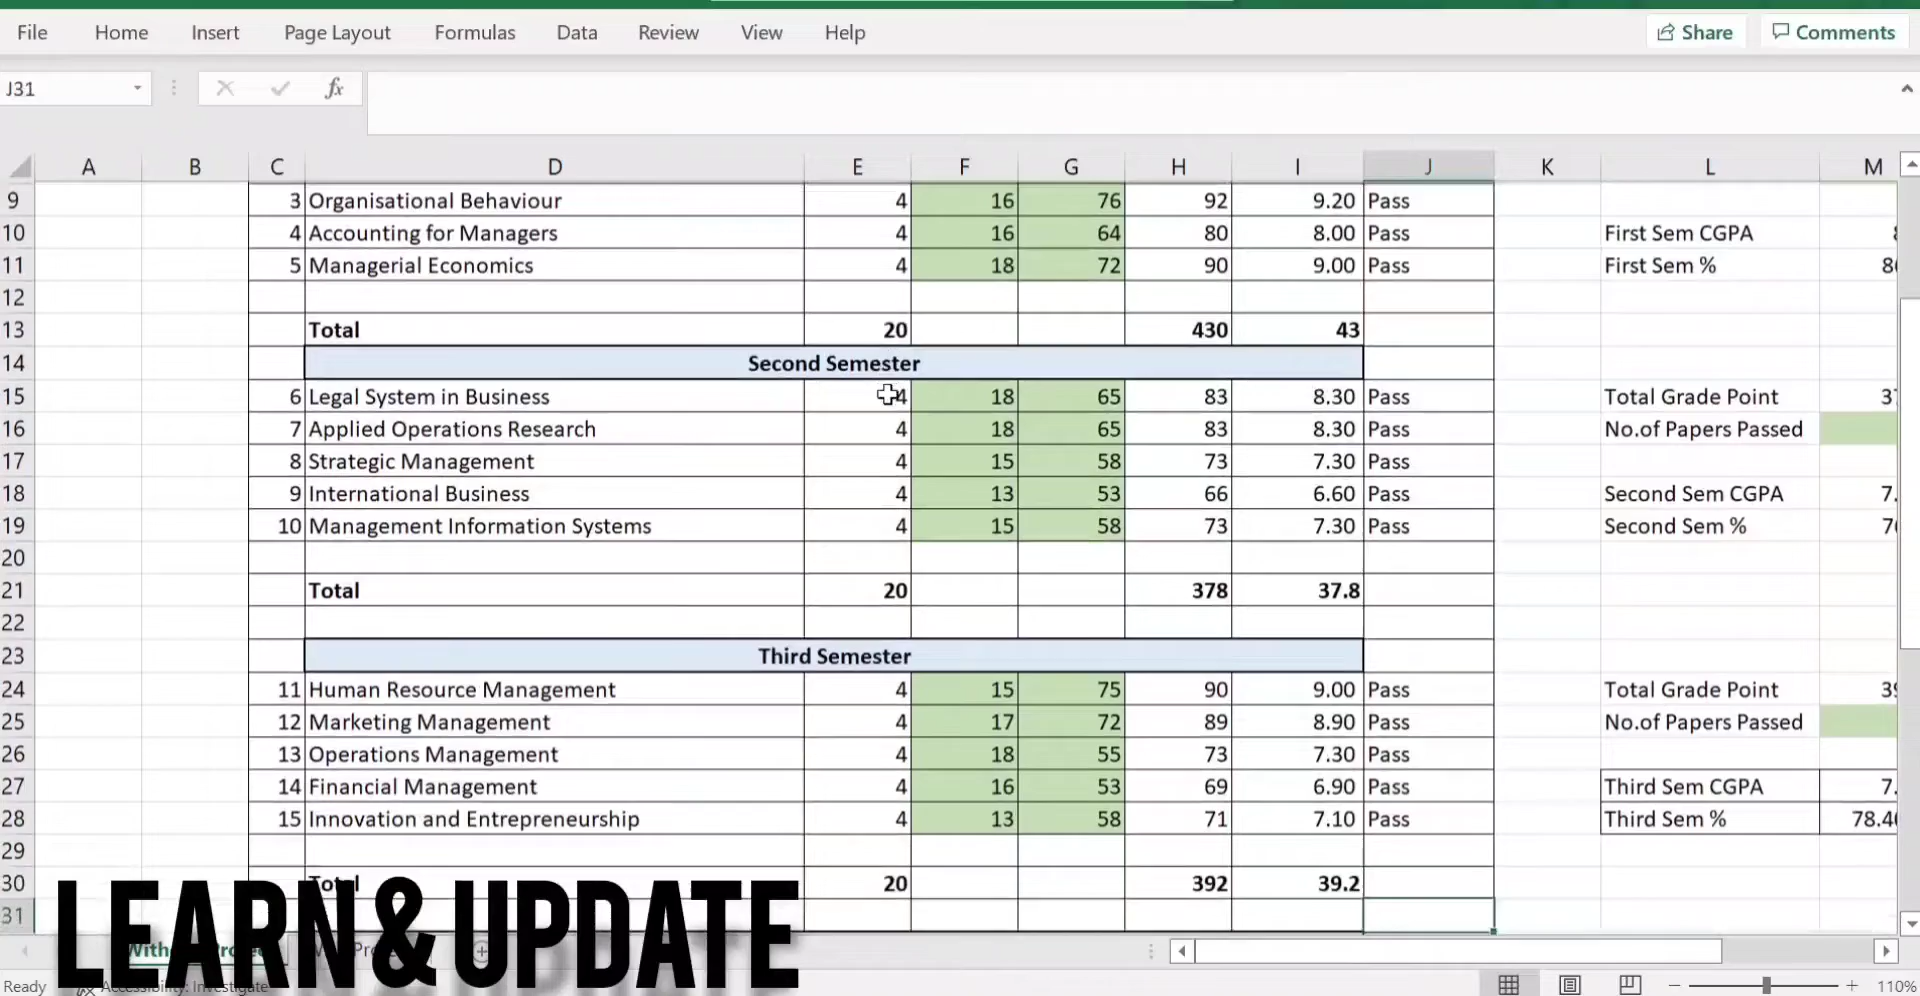 File Home Insert Page Layout Formulas Data Review View Help Share Comments
J31 fx
A B C D E F G H I J K L M
9 3 Organisational Behaviour 4 16 76 92 9.20 Pass
10 4 Accounting for Managers 4 16 64 80 8.00 Pass First Sem CGPA
11 5 Managerial Economics 4 18 72 90 9.00 Pass First Sem %
12
13 Total 20 430 43
14 Second Semester
15 6 Legal System in Business 4 18 65 83 8.30 Pass Total Grade Point
16 7 Applied Operations Research 4 18 65 83 8.30 Pass No.of Papers Passed
17 8 Strategic Management 4 15 58 73 7.30 Pass
18 9 International Business 4 13 53 66 6.60 Pass Second Sem CGPA 7.
19 10 Management Information Systems 4 15 58 73 7.30 Pass Second Sem %
20
21 Total 20 378 37.8
22
23 Third Semester
24 11 Human Resource Management 4 15 75 90 9.00 Pass Total Grade Point
25 12 Marketing Management 4 17 72 89 8.90 Pass No.of Papers Passed
26 13 Operations Management 4 18 55 73 7.30 Pass
27 14 Financial Management 4 16 53 69 6.90 Pass Third Sem CGPA 7.
28 15 Innovation and Entrepreneurship 4 13 58 71 7.10 Pass Third Sem % 78.4
29
30 Total 20 392 39.2
31
LEARN & UPDATE
Ready Accessibility: Investigate 110%